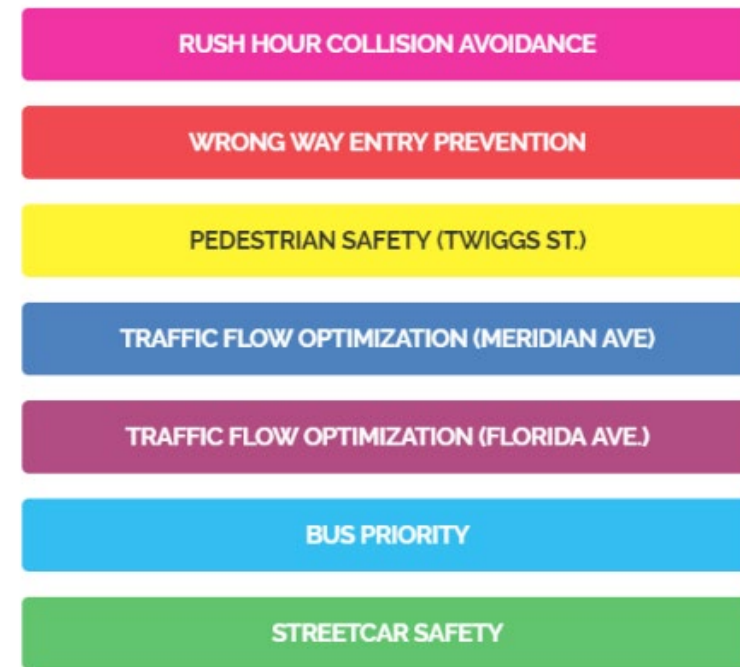 RUSH HOUR COLLISION AVOIDANCE
WRONG WAY ENTRY PREVENTION
PEDESTRIAN SAFETY (TWIGGS ST.)
TRAFFIC FLOW OPTIMIZATION (MERIDIAN AVE)
TRAFFIC FLOW OPTIMIZATION (FLORIDA AVE.)
BUS PRIORITY
STREETCAR SAFETY